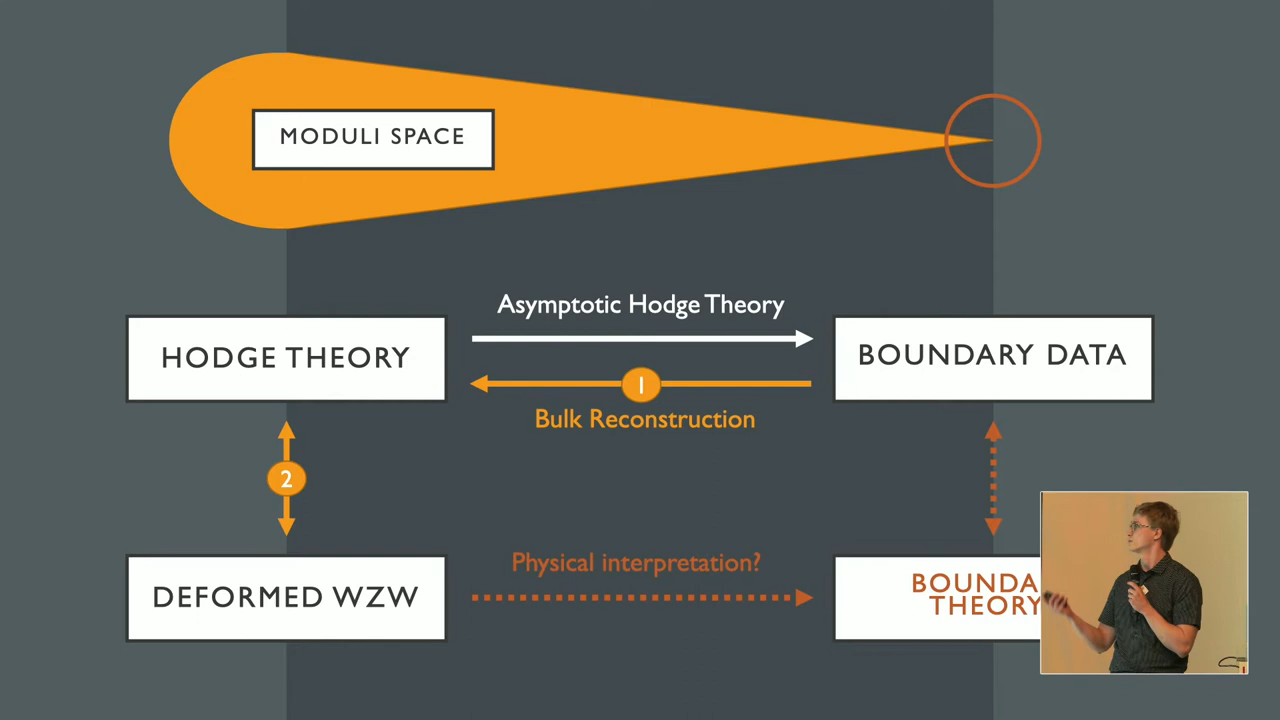 MODULI SPACE
Asymptotic Hodge Theory
HODGE THEORY
BOUNDARY DATA
1
Bulk Reconstruction
2
Physical interpretation?
DEFORMED WZW
BOUNDA
THEORY